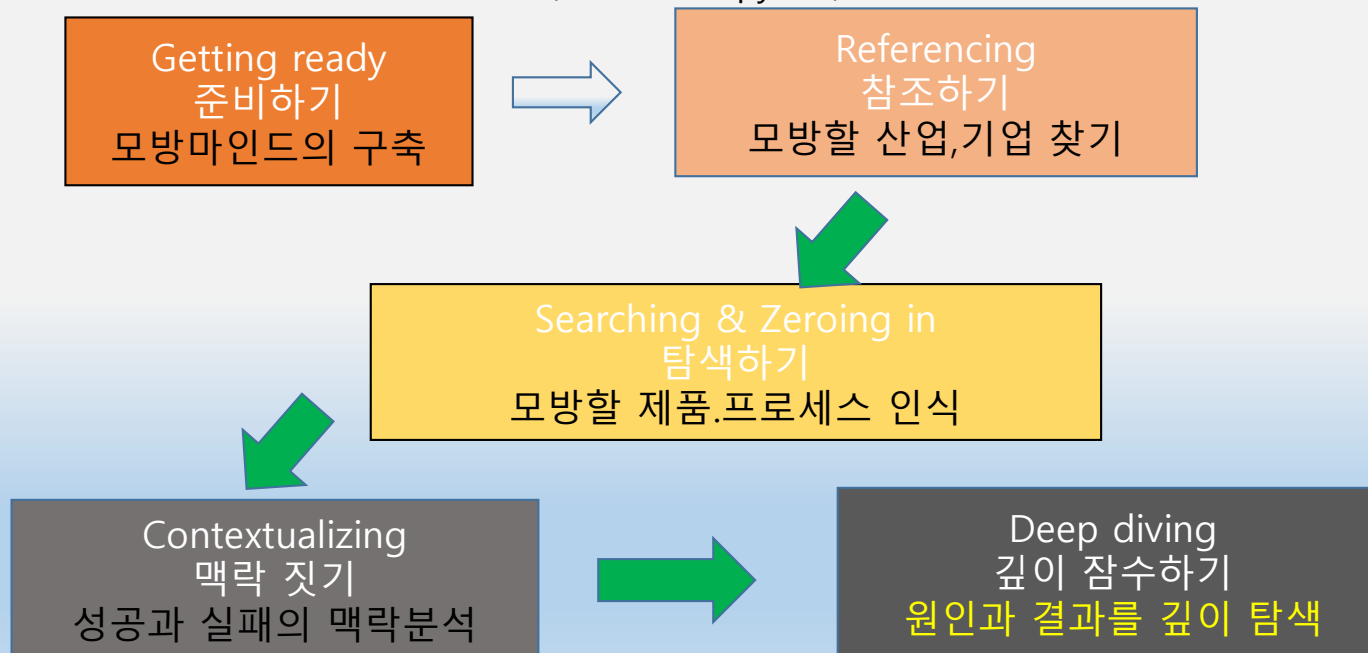 Getting ready
준비하기
모방마인드의 구축
Referencing
참조하기
모방할 산업,기업 찾기
Searching & Zeroing in
탐색하기
모방할 제품.프로세스 인식
Contextualizing
맥락 짓기
성공과 실패의 맥락분석
Deep diving
깊이 잠수하기
원인과 결과를 깊이 탐색